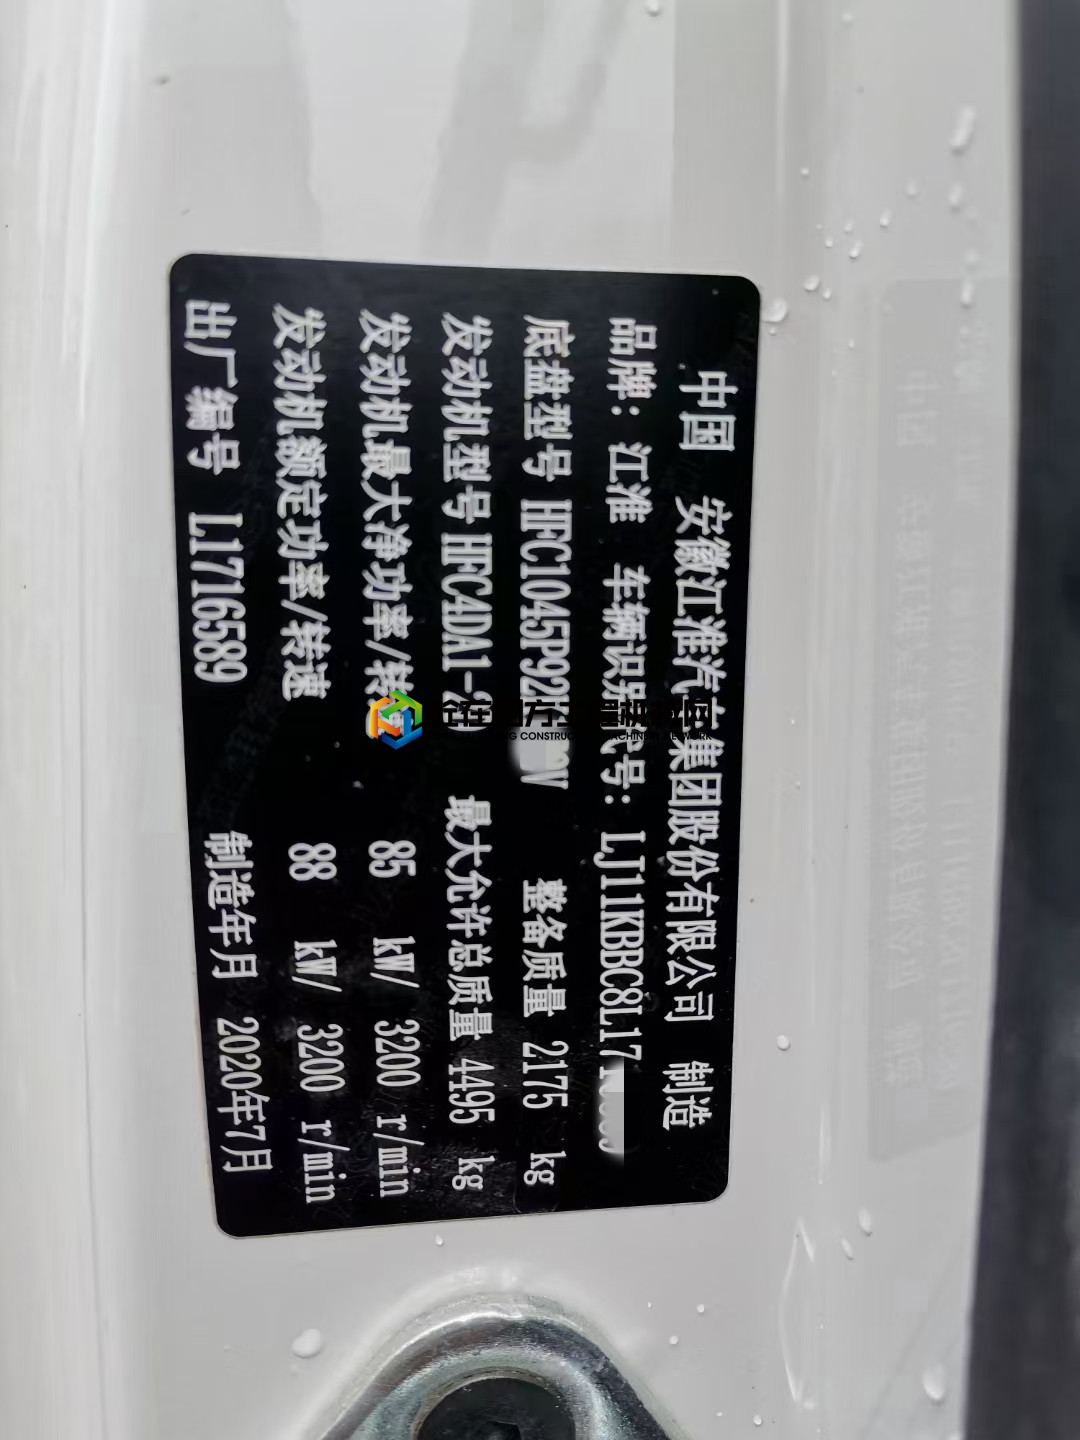 中国 安徽江淮汽车集团股份有限公司 制造
品牌：江淮 车辆识别代号：LJ11KBBC8L17
底盘型号 HFC1045P92 整备质量 2175 kg
发动机型号 HFC4DA1- 最大允许总质量 4495 kg
发动机最大净功率/转 85 kW/ 3200 r/min
发动机额定功率/转速 88 kW/ 3200 r/min
出厂编号 L1716589 制造年月 2020年7月